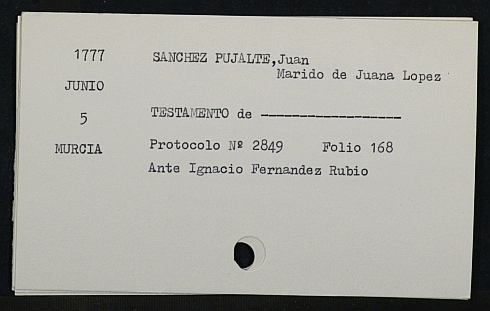 1777 SANCHEZ PUJALTE,Juan
Marido de Juana Lopez
JUNIO
5 TESTAMENTO de ------------------
MURCIA Protocolo Nº 2849 Folio 168
Ante Ignacio Fernandez Rubio